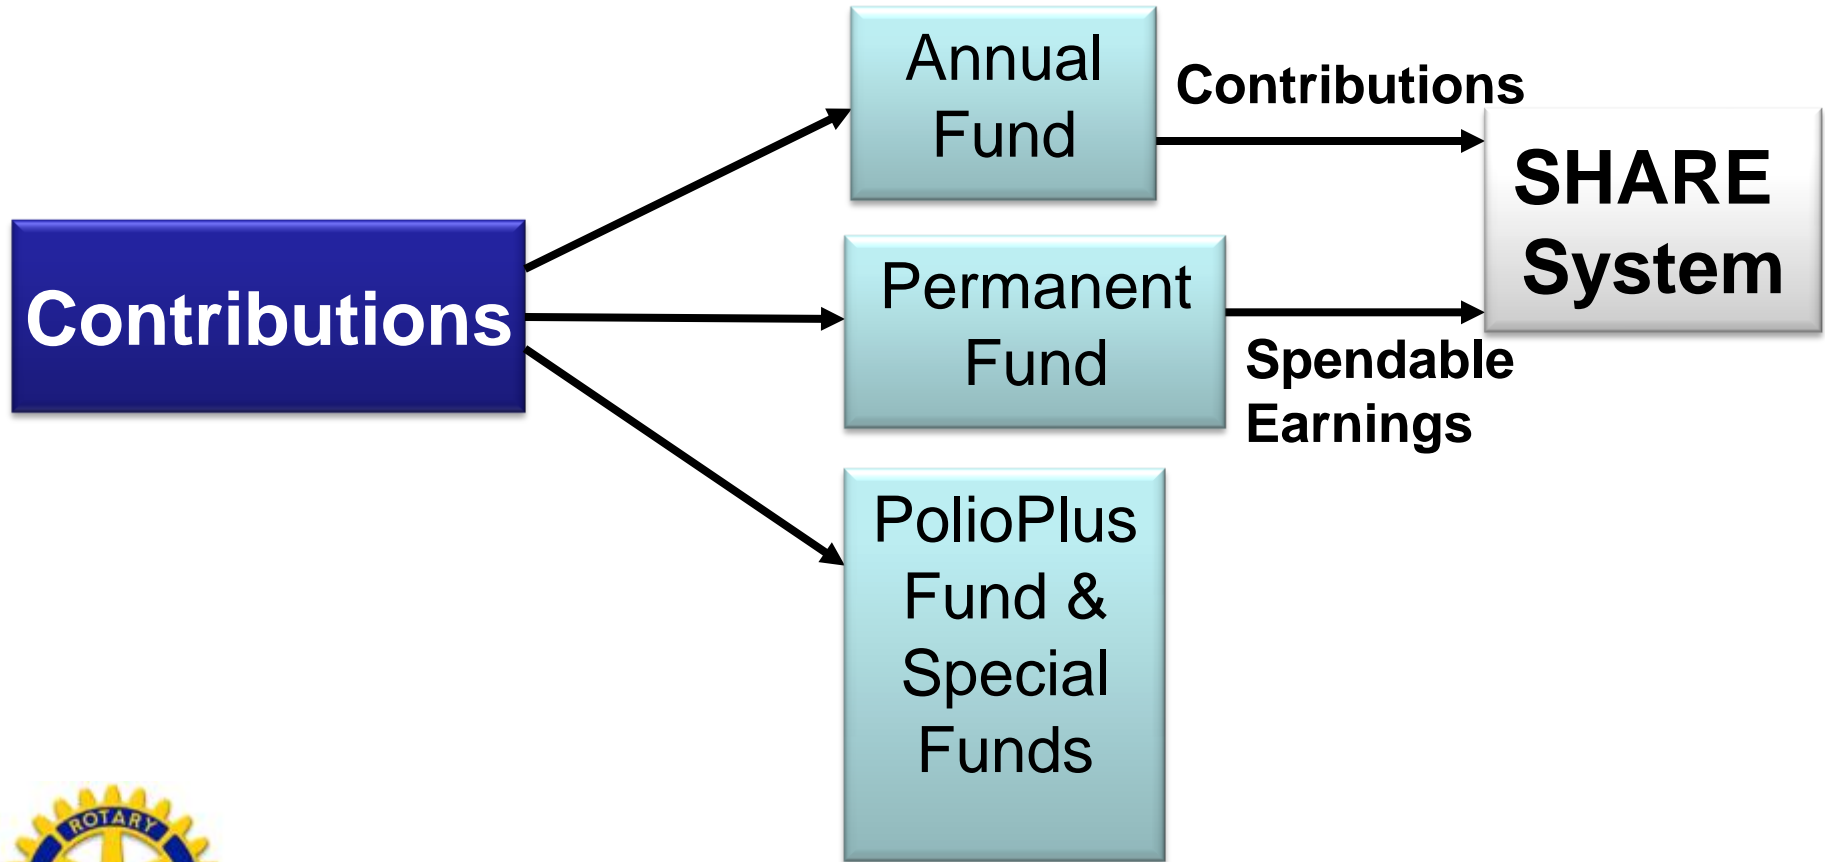 Annual
Fund
Contributions
SHARE
System
Contributions
Permanent
Fund
Spendable
Earnings
PolioPlus
Fund &
Special
Funds
ROTARY